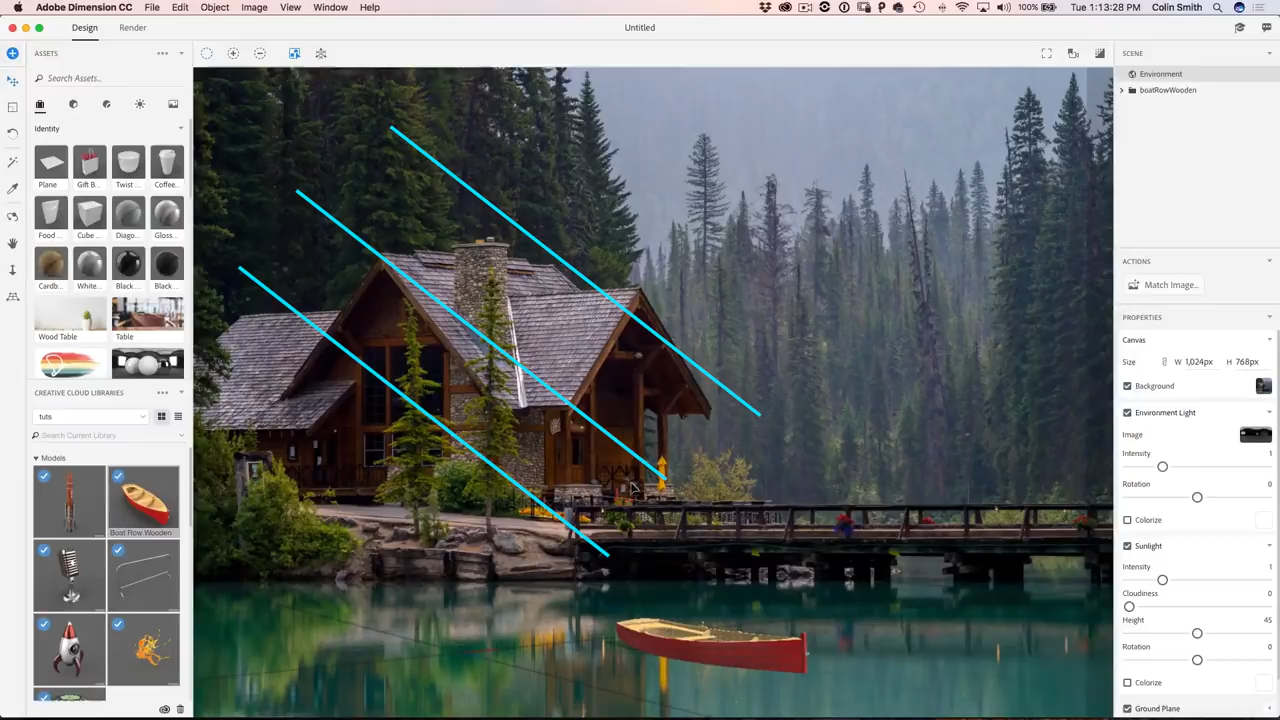 Adobe Dimension CC File Edit Object Image View Window Help 100% Tue 1:13:28 PM Colin Smith
Design Render Untitled
ASSETS
Search Assets..
Identity
Plane Gift B... Twist ... Coffee...
Food ... Cube ... Diago... Gloss...
Cardb... White... Black ... Black ...
Wood Table Table
CREATIVE CLOUD LIBRARIES
tuts
Search Current Library
Models
Boat Row Wooden
SCENE
Environment
boatRowWooden
ACTIONS
Match Image..
PROPERTIES
Canvas
Size W 1,024px H 768px
Background
Environment Light
Image
Intensity 1
Rotation 0
Colorize
Sunlight
Intensity 1
Cloudiness 0
Height 45
Rotation 0
Colorize
Ground Plane